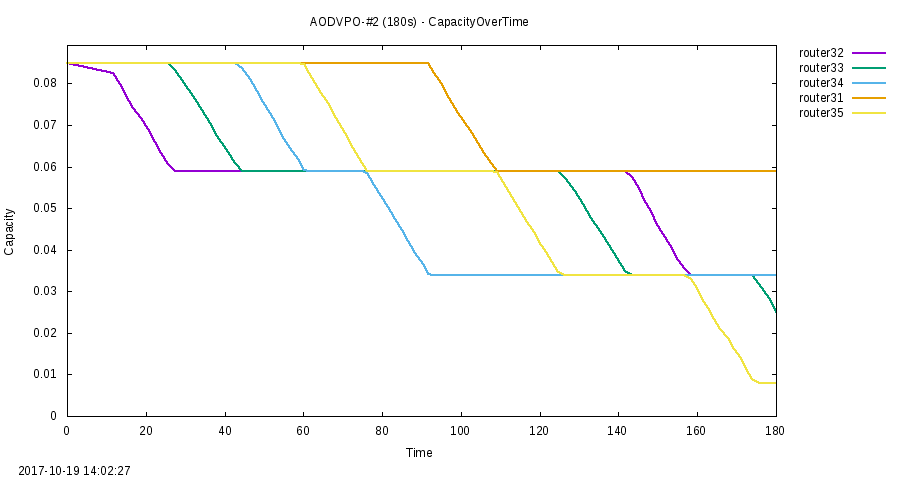 AODVPO-#2 (180s) - CapacityOverTime
router32
router33
router34
router31
router35
0.08
0.07
0.06
0.05
0.04
0.03
0.02
0.01
0
Capacity
0 20 40 60 80 100 120 140 160 180
Time
2017-10-19 14:02:27